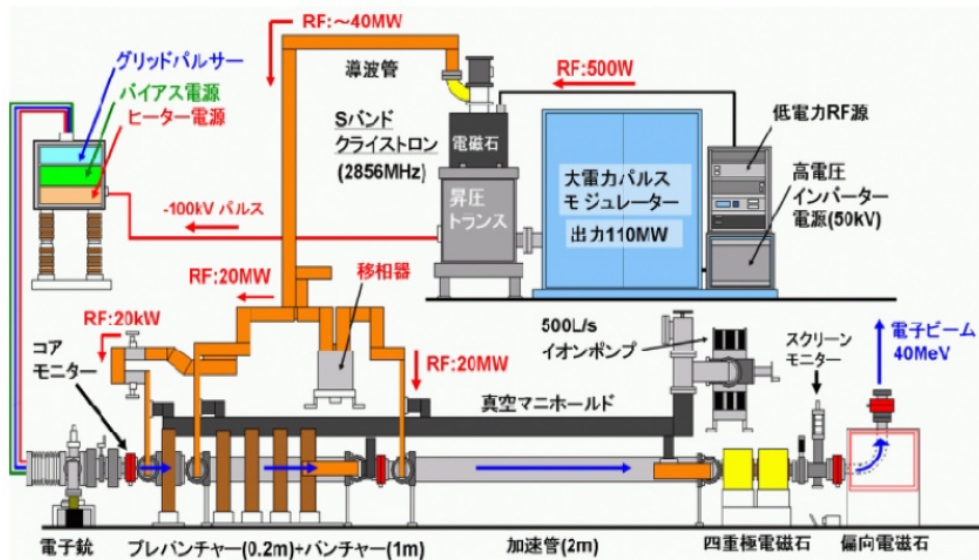 RF:～40MW
グリッドパルサー
バイアス電源
ヒーター電源
導波管
RF:500W
低電力RF源
Sバンド
クライストロン
(2856MHz)
電磁石
昇圧
トランス
大電力パルス
モジュレーター
出力110MW
高電圧
インバーター
電源(50kV)
-100kV パルス
RF:20MW
移相器
RF:20kW
コア
モニター
RF:20MW
500L/s
イオンポンプ
スクリーン
モニター
電子ビーム
40MeV
真空マニホールド
電子銃
プレバンチャー(0.2m)+バンチャー(1m)
加速管(2m)
四重極電磁石
偏向電磁石